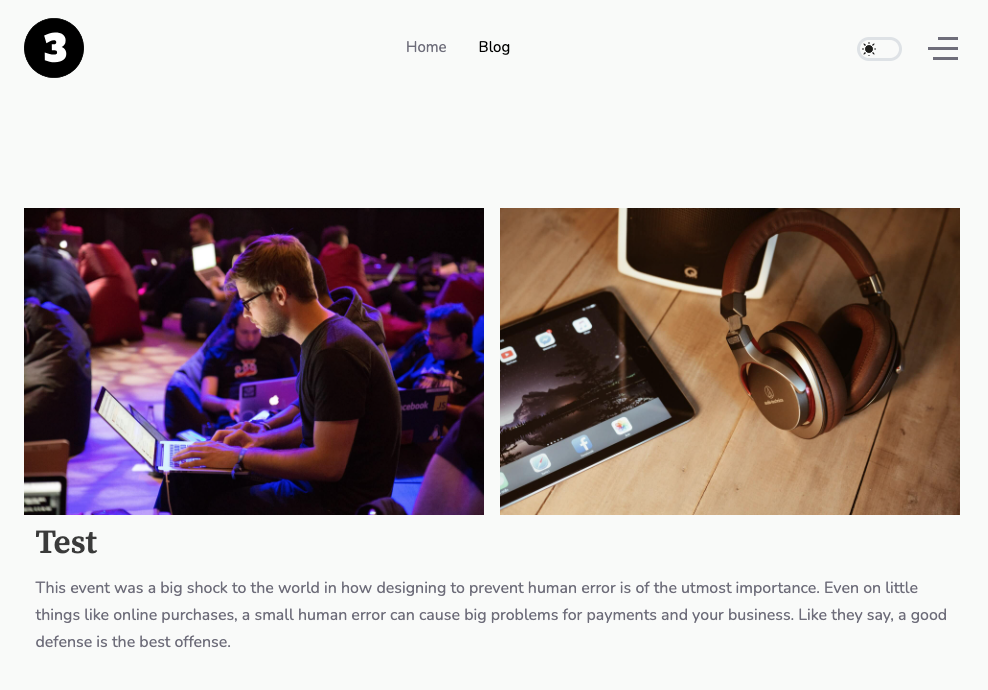 3
Home Blog
facebook
Test
This event was a big shock to the world in how designing to prevent human error is of the utmost importance. Even on little
things like online purchases, a small human error can cause big problems for payments and your business. Like they say, a good
defense is the best offense.